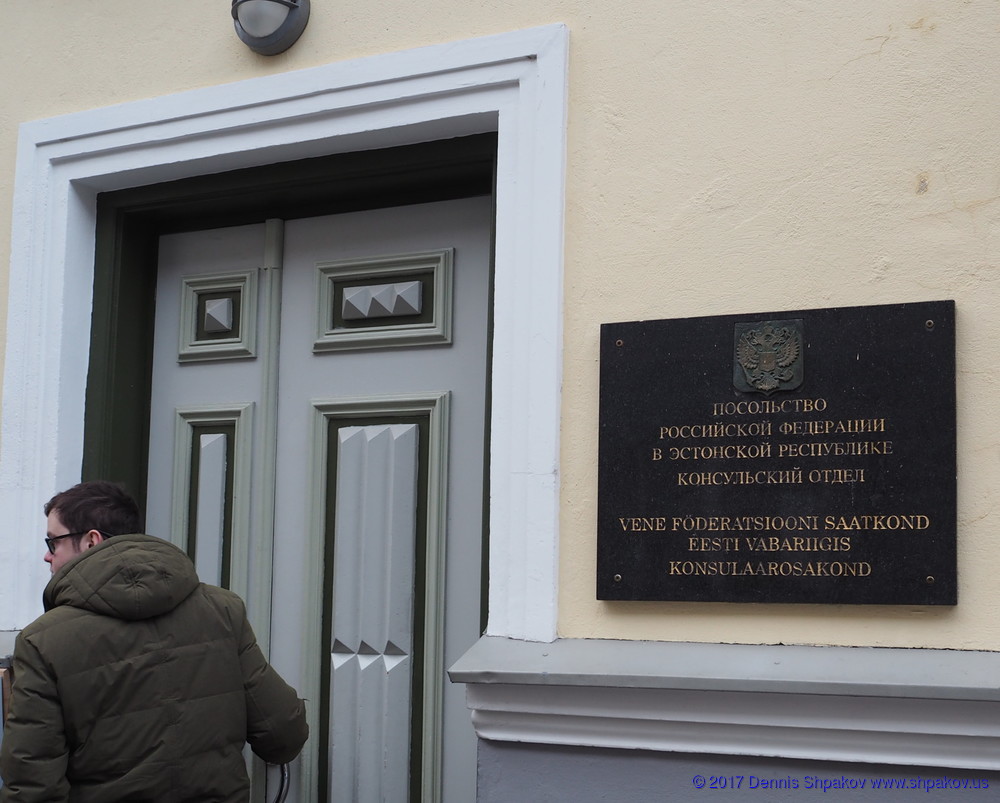 ПОСОЛЬСТВО
РОССИЙСКОЙ ФЕДЕРАЦИИ
В ЭСТОНСКОЙ РЕСПУБЛИКЕ
КОНСУЛЬСКИЙ ОТДЕЛ
VENE FÖDERATSIOONI SAATKOND
EESTI VABARIIGIS
KONSULAAROSAKOND
© 2017 Dennis Shpakov www.shpakov.us